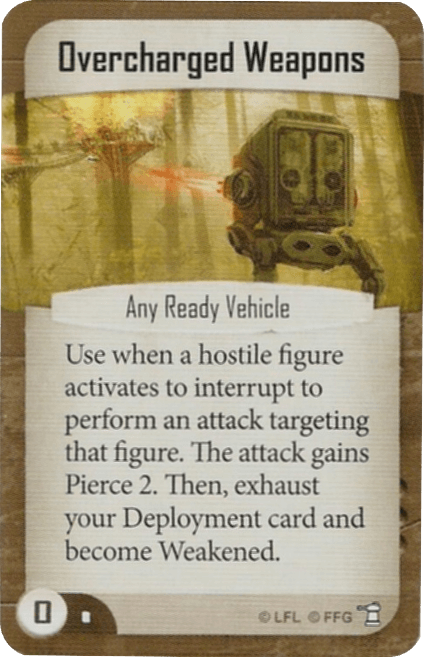 Overcharged Weapons
Any Ready Vehicle
Use when a hostile figure
activates to interrupt to
perform an attack targeting
that figure. The attack gains
Pierce 2. Then, exhaust
your Deployment card and
become Weakened.
0
© LFL © FFG